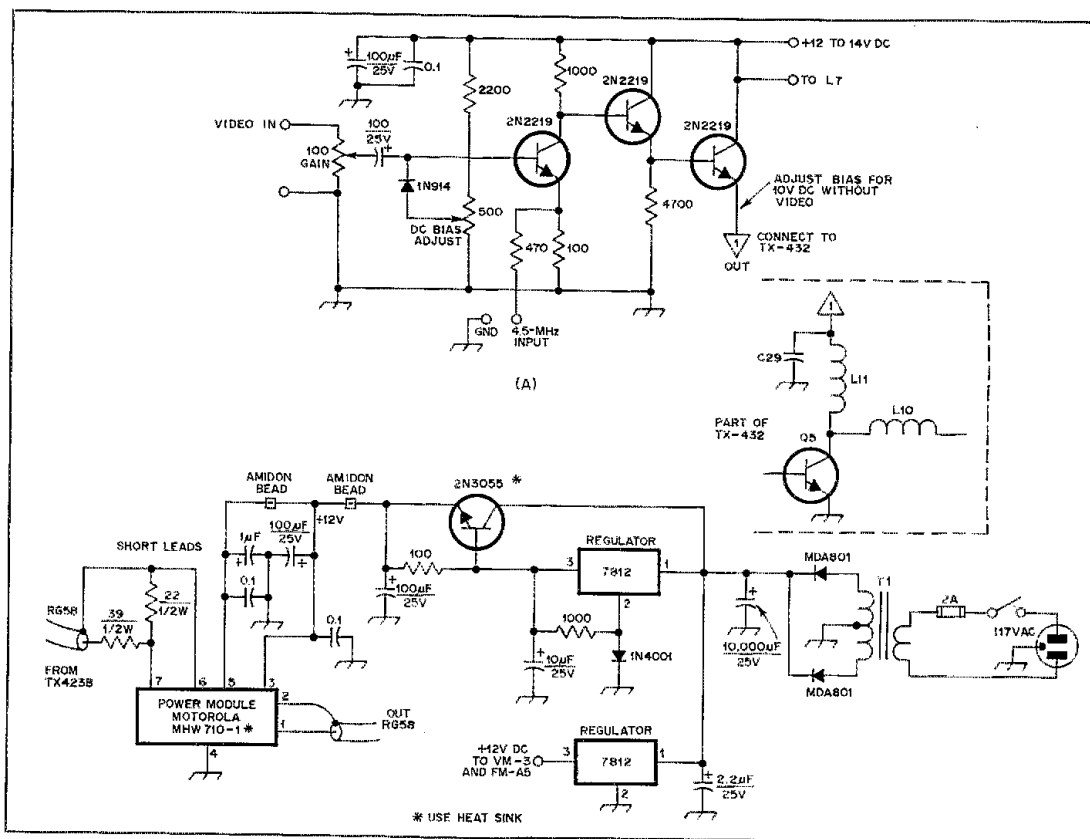 +12 TO 14V DC
100µF
25V
0.1
1000
2200
2N2219
TO L7
VIDEO IN
100
25V
2N2219
2N2219
100
GAIN
1N914
ADJUST BIAS FOR
10V DC WITHOUT
VIDEO
500
4700
DC BIAS
ADJUST
470
100
1
CONNECT TO
TX-432
OUT
GND
4.5-MHz
INPUT
1
(A)
C29
L11
PART OF
TX-432
L10
Q5
AMIDON
BEAD
AMIDON
BEAD
2N3055 *
+12V
1µF
100µF
25V
SHORT LEADS
REGULATOR
MDA801
T1
100
3
7812
1
2A
RG58
22
1/2W
0.1
100µF
25V
2
117VAC
39
1/2W
0.1
1000
10,000µF
25V
1N4001
FROM
TX423B
10µF
25V
MDA801
7
6
5
3
2
POWER MODULE
MOTOROLA
MHW 710-1 *
1
OUT
RG58
4
REGULATOR
+12V DC
TO VM-3
AND FM-A5
3
7812
1
2
2.2µF
25V
* USE HEAT SINK